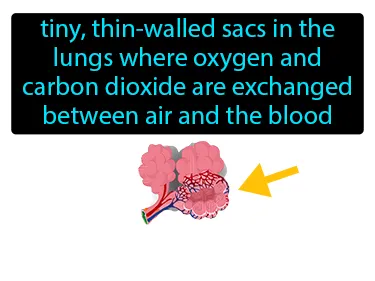 tiny, thin-walled sacs in the
lungs where oxygen and
carbon dioxide are exchanged
between air and the blood